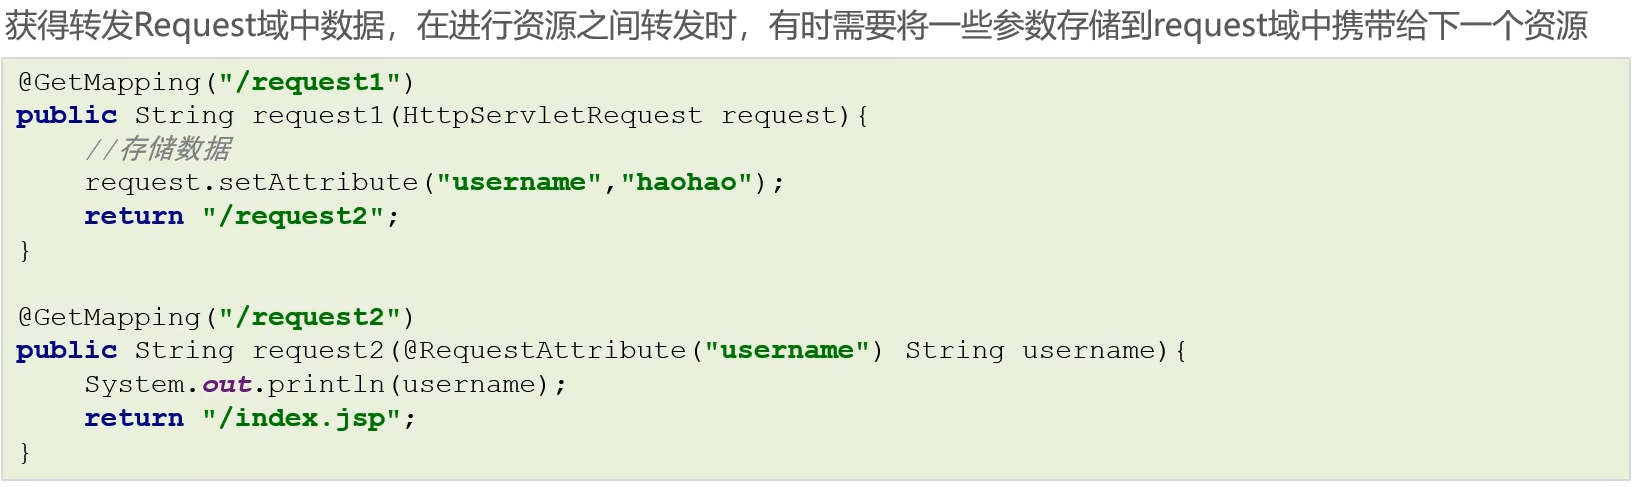 获得转发Request域中数据，在进行资源之间转发时，有时需要将一些参数存储到request域中携带给下一个资源
@GetMapping("/request1")
public String request1(HttpServletRequest request){
    //存储数据
    request.setAttribute("username","haohao");
    return "/request2";
}

@GetMapping("/request2")
public String request2(@RequestAttribute("username") String username){
    System.out.println(username);
    return "/index.jsp";
}